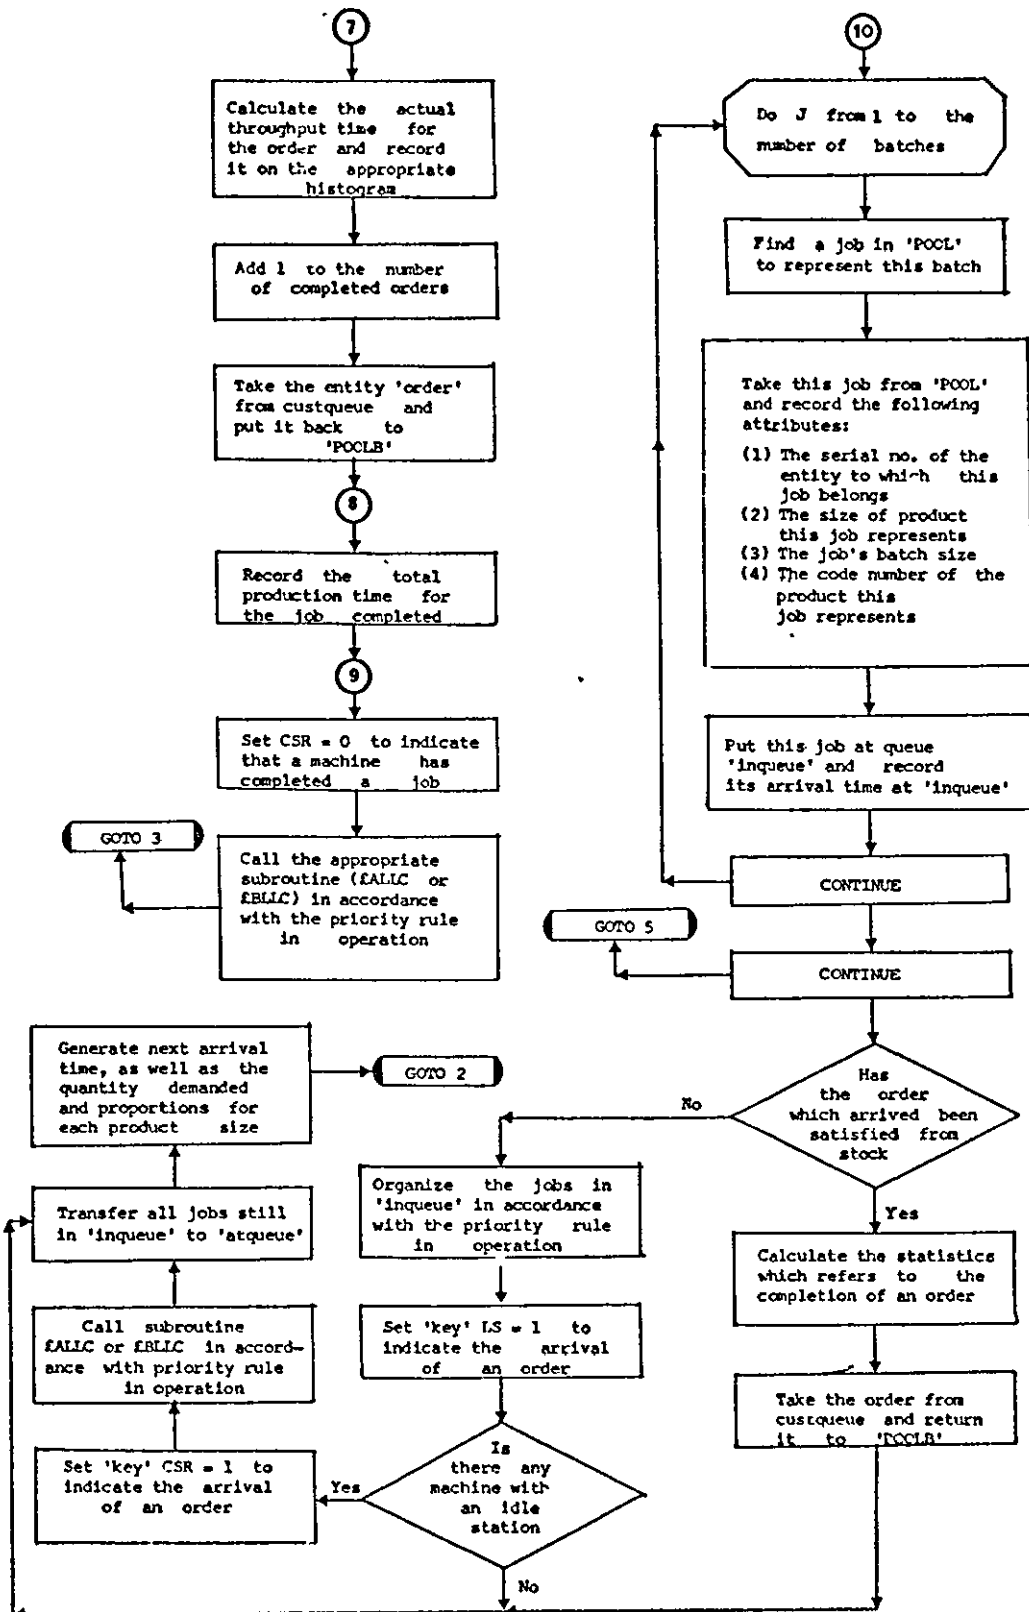 7
Calculate the actual
throughput time for
the order and record
it on the appropriate
histogram
Add 1 to the number
of completed orders
Take the entity 'order'
from custqueue and
put it back to
'POCLB'
8
Record the total
production time for
the job completed
9
Set CSR = 0 to indicate
that a machine has
completed a job
GOTO 3
Call the appropriate
subroutine (£ALLC or
£BLLC) in accordance
with the priority rule
in operation
10
Do J from 1 to the
number of batches
Find a job in 'POCL'
to represent this batch
Take this job from 'POOL'
and record the following
attributes:
(1) The serial no. of the
entity to which this
job belongs
(2) The size of product
this job represents
(3) The job's batch size
(4) The code number of the
product this
job represents
Put this job at queue
'inqueue' and record
its arrival time at 'inqueue'
CONTINUE
GOTO 5
CONTINUE
Has
the order
which arrived been
satisfied from
stock
No
Yes
Generate next arrival
time, as well as the
quantity demanded
and proportions for
each product size
GOTO 2
Transfer all jobs still
in 'inqueue' to 'atqueue'
Call subroutine
£ALLC or £BLLC in accord-
ance with priority rule
in operation
Set 'key' CSR = 1 to
indicate the arrival
of an order
Organize the jobs in
'inqueue' in accordance
with the priority rule
in operation
Set 'key' LS = 1 to
indicate the arrival
of an order
Is
there any
machine with
an idle
station
Yes
No
Calculate the statistics
which refers to the
completion of an order
Take the order from
custqueue and return
it to 'POCLB'